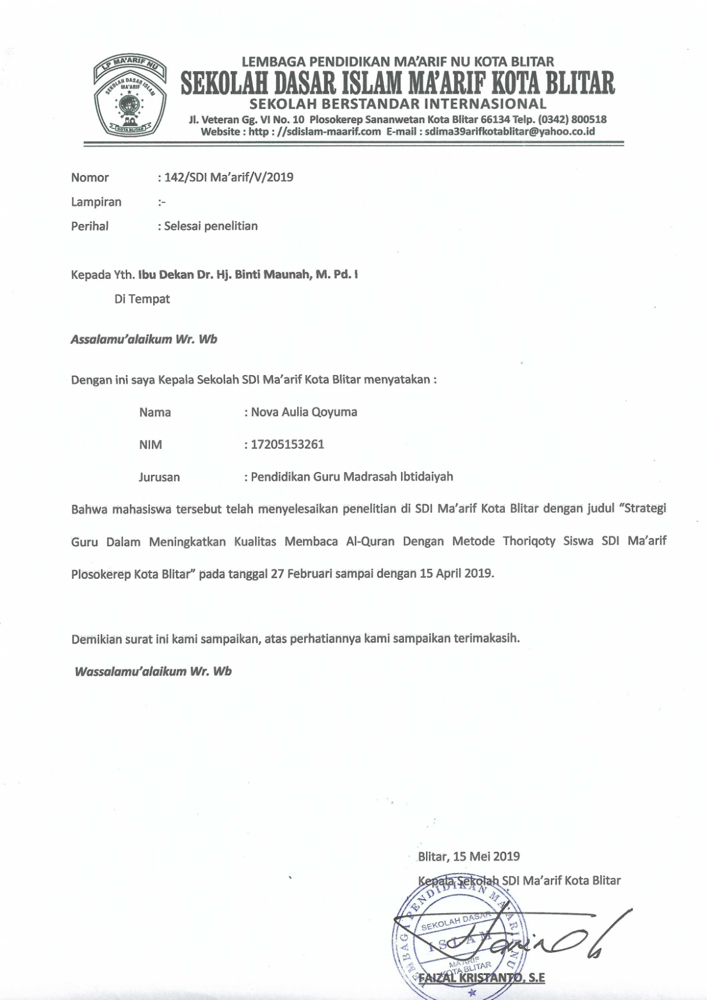 LP MA'ARIF NU
SEKOLAH DASAR ISLAM
MA'ARIF
KOTA BLITAR
LEMBAGA PENDIDIKAN MA'ARIF NU KOTA BLITAR
SEKOLAH DASAR ISLAM MA'ARIF KOTA BLITAR
SEKOLAH BERSTANDAR INTERNASIONAL
Jl. Veteran Gg. VI No. 10 Plosokerep Sananwetan Kota Blitar 66134 Telp. (0342) 800518
Website : http : //sdislam-maarif.com E-mail : sdima39arifkotablitar@yahoo.co.id
Nomor : 142/SDI Ma'arif/V/2019
Lampiran :-
Perihal : Selesai penelitian
Kepada Yth. Ibu Dekan Dr. Hj. Binti Maunah, M. Pd. I
Di Tempat
Assalamu'alaikum Wr. Wb
Dengan ini saya Kepala Sekolah SDI Ma'arif Kota Blitar menyatakan :
Nama : Nova Aulia Qoyuma
NIM : 17205153261
Jurusan : Pendidikan Guru Madrasah Ibtidaiyah
Bahwa mahasiswa tersebut telah menyelesaikan penelitian di SDI Ma'arif Kota Blitar dengan judul "Strategi
Guru Dalam Meningkatkan Kualitas Membaca Al-Quran Dengan Metode Thoriqoty Siswa SDI Ma'arif
Plosokerep Kota Blitar" pada tanggal 27 Februari sampai dengan 15 April 2019.
Demikian surat ini kami sampaikan, atas perhatiannya kami sampaikan terimakasih.
Wassalamu'alaikum Wr. Wb
Blitar, 15 Mei 2019
Kepala Sekolah SDI Ma'arif Kota Blitar
LEMBAGA PENDIDIKAN MA'ARIF NU
SEKOLAH DASAR
ISLAM
MA'ARIF
KOTA BLITAR
FAIZAL KRISTANTO, S.E